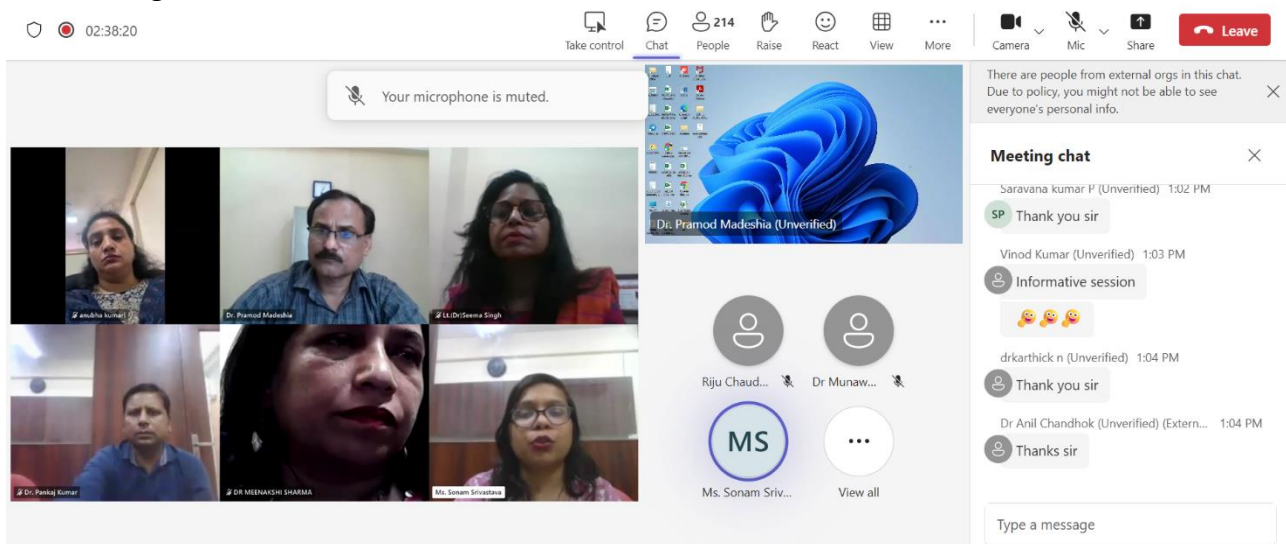 02:38:20
Take control
Chat
214
People
Raise
React
View
More
Camera
Mic
Share
Leave
Your microphone is muted.
anubha kumari
Dr. Pramod Madeshia
Lt.(Dr)Seema Singh
Dr. Pankaj Kumar
DR MEENAKSHI SHARMA
Ms. Sonam Srivastava
Dr. Pramod Madeshia (Unverified)
Riju Chaud...
Dr Munaw...
MS
Ms. Sonam Sriv...
View all
There are people from external orgs in this chat.
Due to policy, you might not be able to see
everyone's personal info.
Meeting chat
Saravana kumar P (Unverified) 1:02 PM
SP
Thank you sir
Vinod Kumar (Unverified) 1:03 PM
Informative session
drkarthick n (Unverified) 1:04 PM
Thank you sir
Dr Anil Chandhok (Unverified) (Extern... 1:04 PM
Thanks sir
Type a message